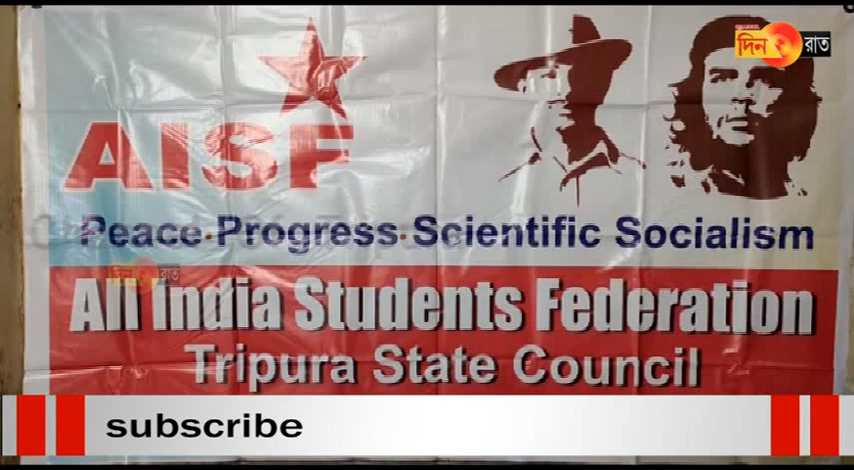 দিন রাত
AISF
Peace·Progress·Scientific Socialism
দিন রাত
All India Students Federation
Tripura State Council
subscribe